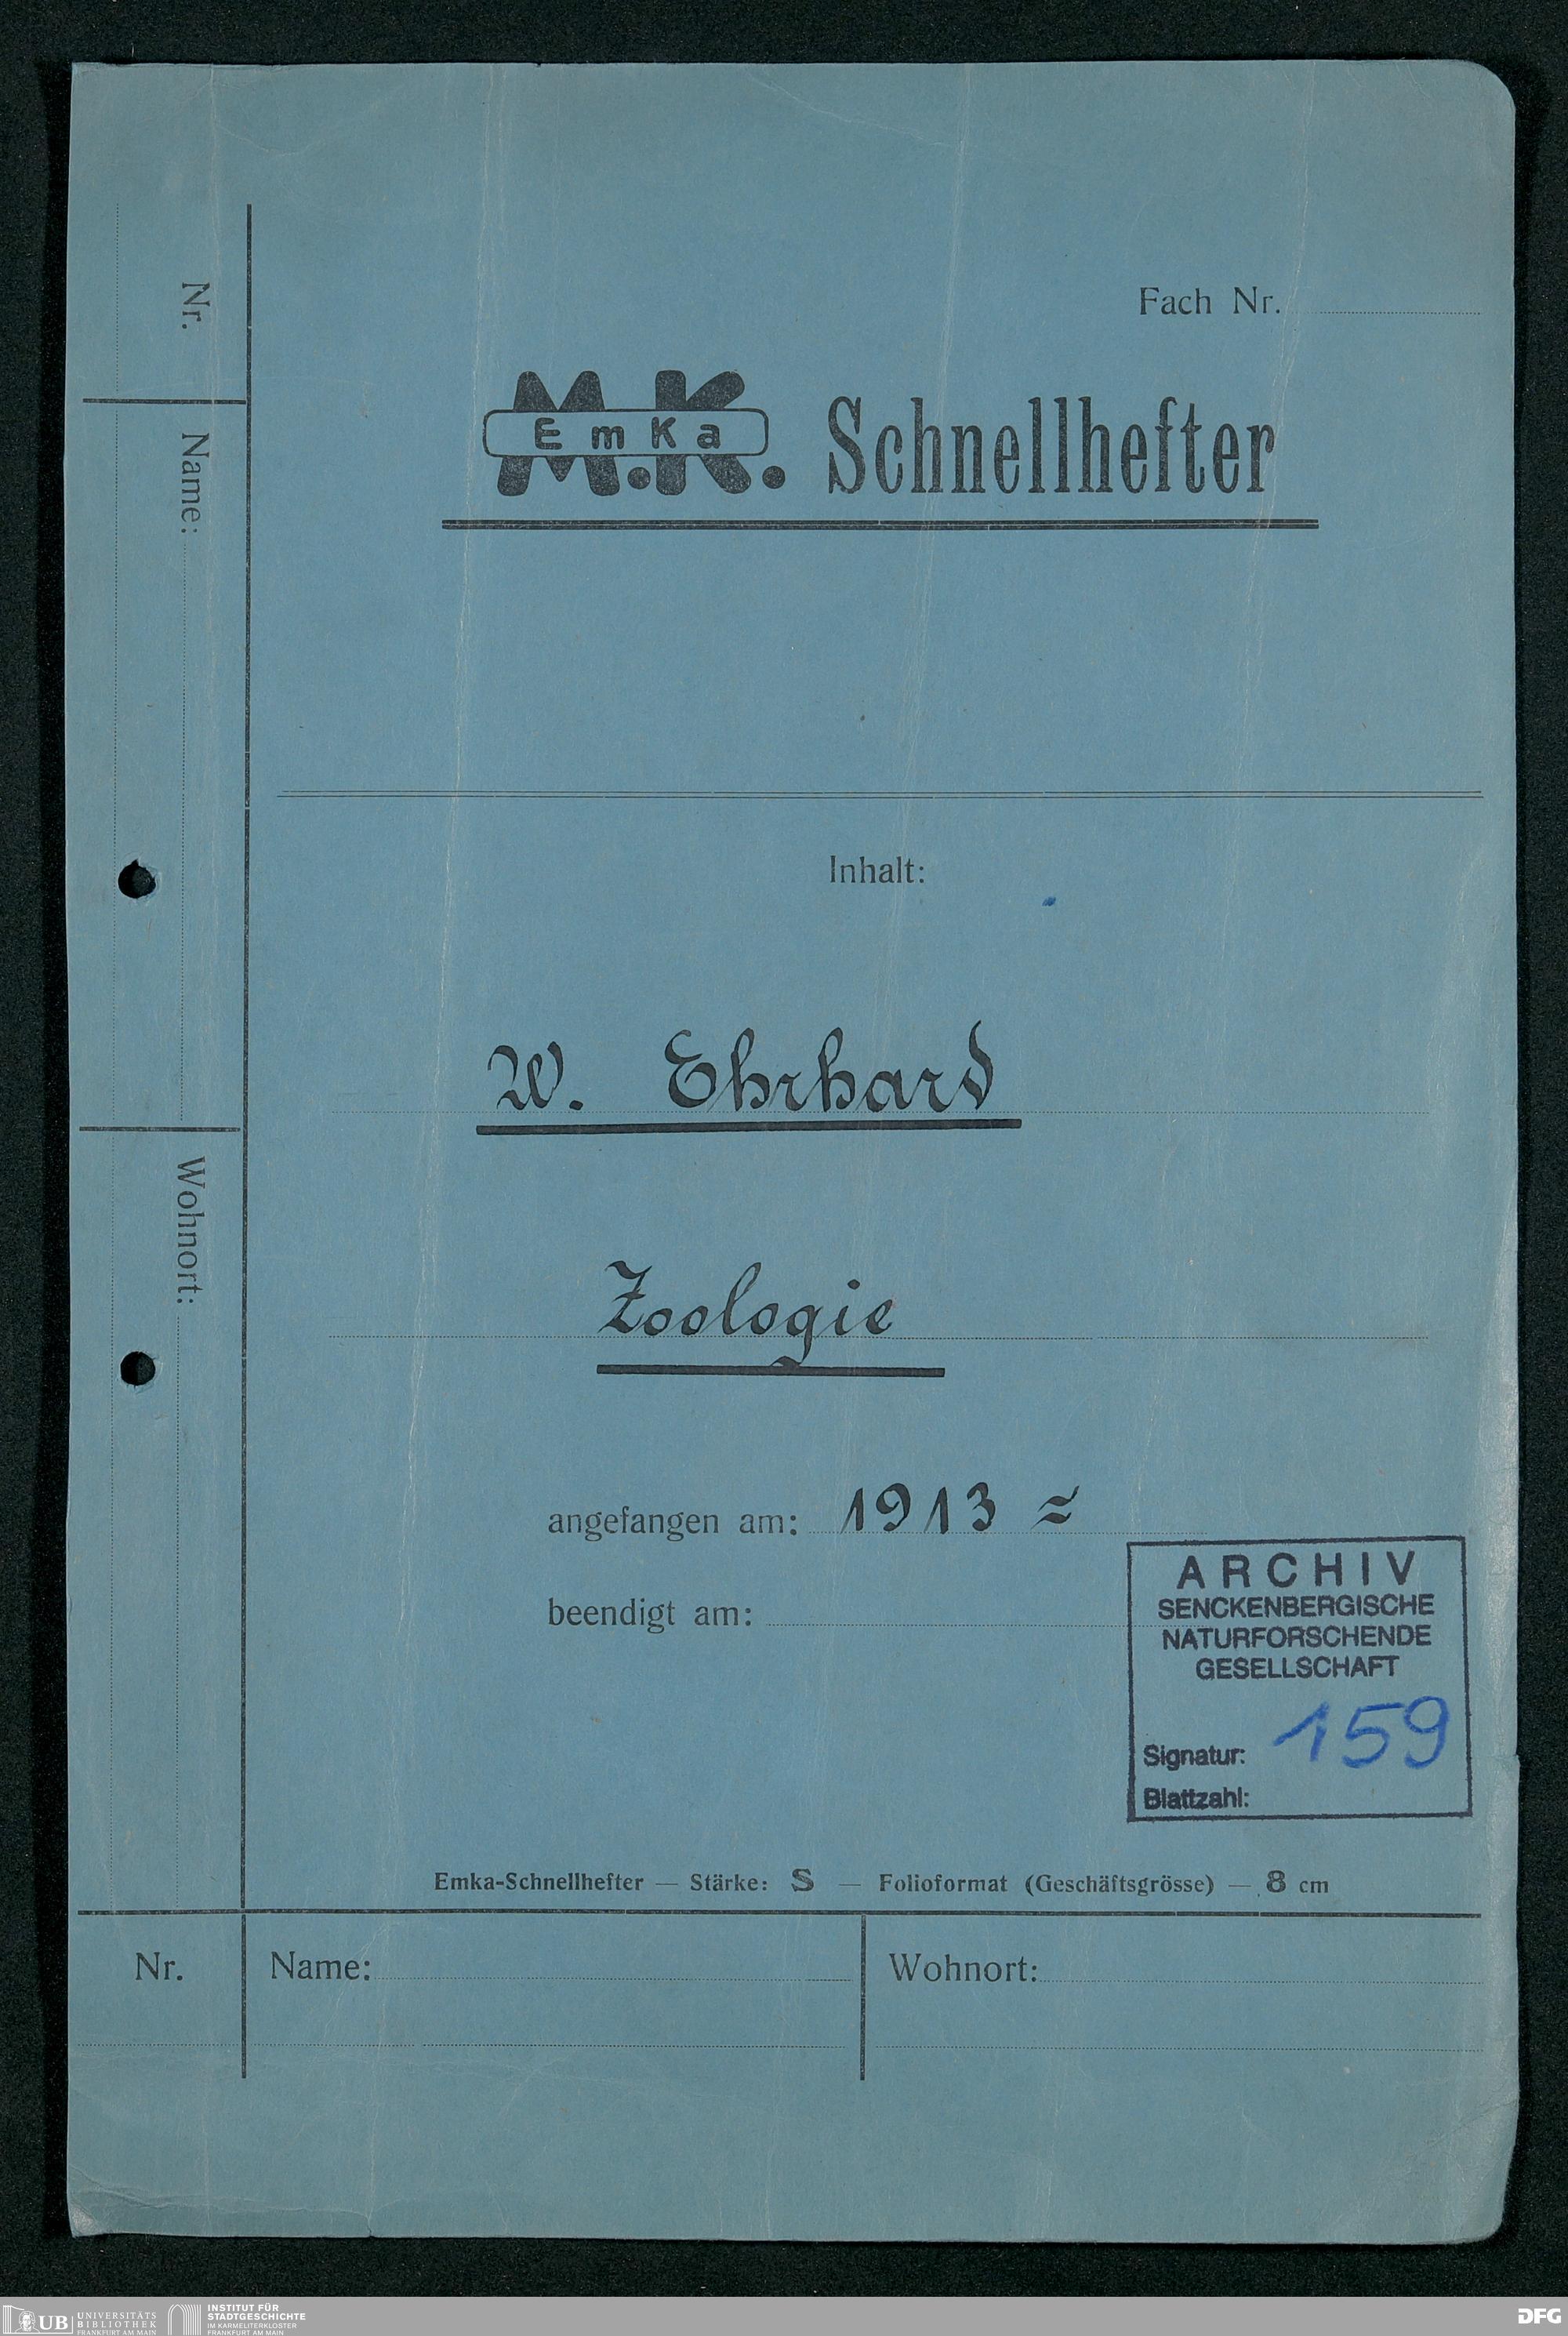 Fach Nr.
M.K.
EmKa
Schnellhefter
Inhalt:
W. Ehrhard
Zoologie
angefangen am: 1913 ~
beendigt am:
ARCHIV
SENCKENBERGISCHE
NATURFORSCHENDE
GESELLSCHAFT
Signatur: 159
Blattzahl:
Emka-Schnellhefter — Stärke: S — Folioformat (Geschäftsgrösse) — 8 cm
Nr. Name: Wohnort:
Nr.
Name:
Wohnort:
UB UNIVERSITÄTS
BIBLIOTHEK
FRANKFURT AM MAIN
INSTITUT FÜR
STADTGESCHICHTE
IM KARMELITERKLOSTER
FRANKFURT AM MAIN
DFG